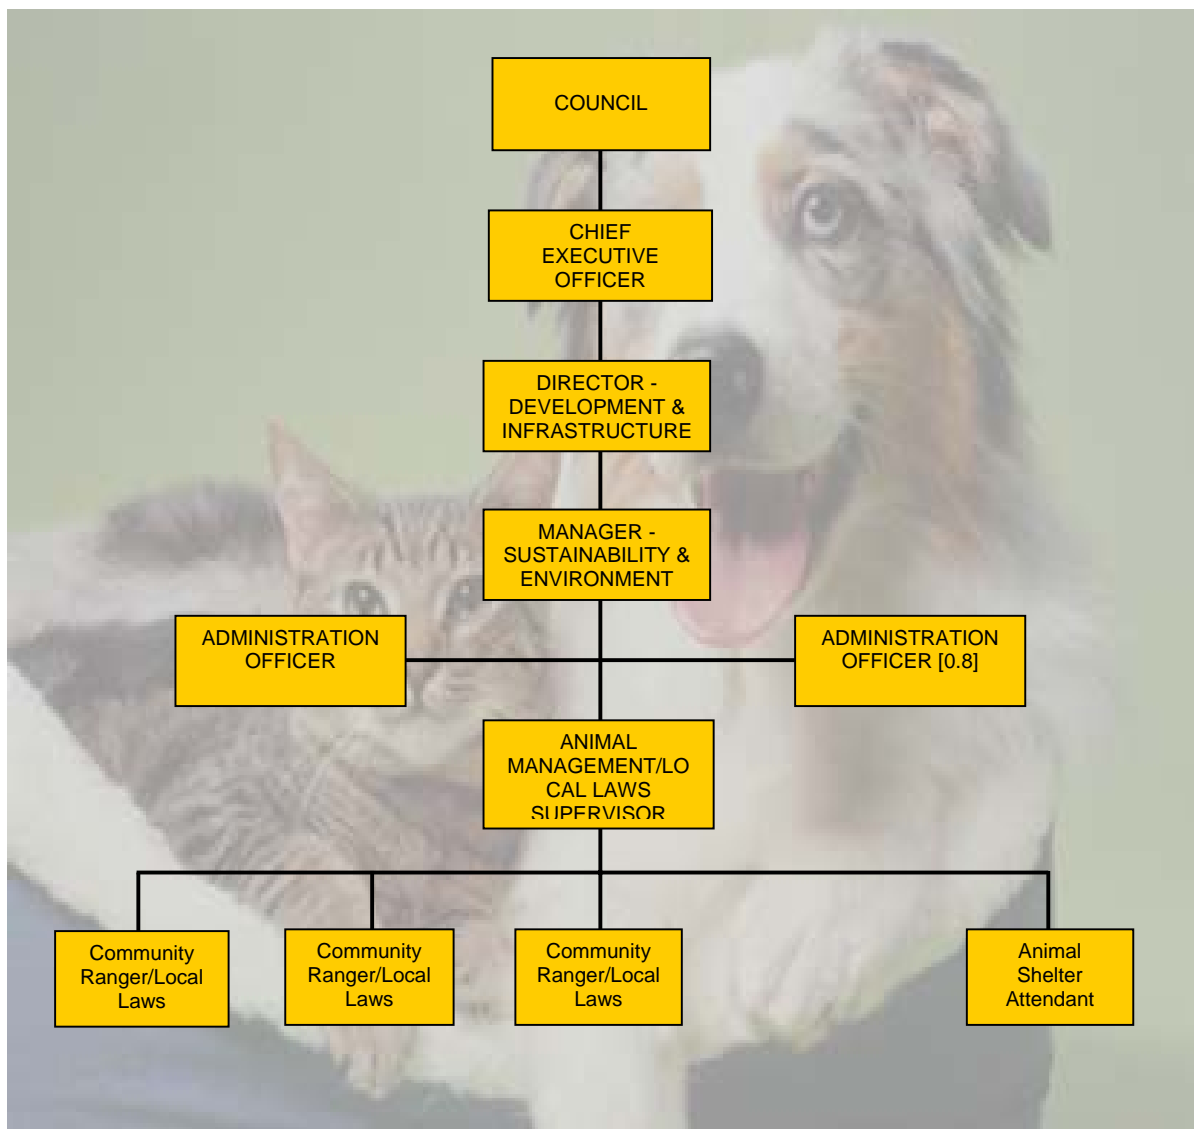 COUNCIL
CHIEF
EXECUTIVE
OFFICER
DIRECTOR -
DEVELOPMENT &
INFRASTRUCTURE
MANAGER -
SUSTAINABILITY &
ENVIRONMENT
ADMINISTRATION
OFFICER
ADMINISTRATION
OFFICER [0.8]
ANIMAL
MANAGEMENT/LO
CAL LAWS
SUPERVISOR
Community
Ranger/Local
Laws
Community
Ranger/Local
Laws
Community
Ranger/Local
Laws
Animal
Shelter
Attendant